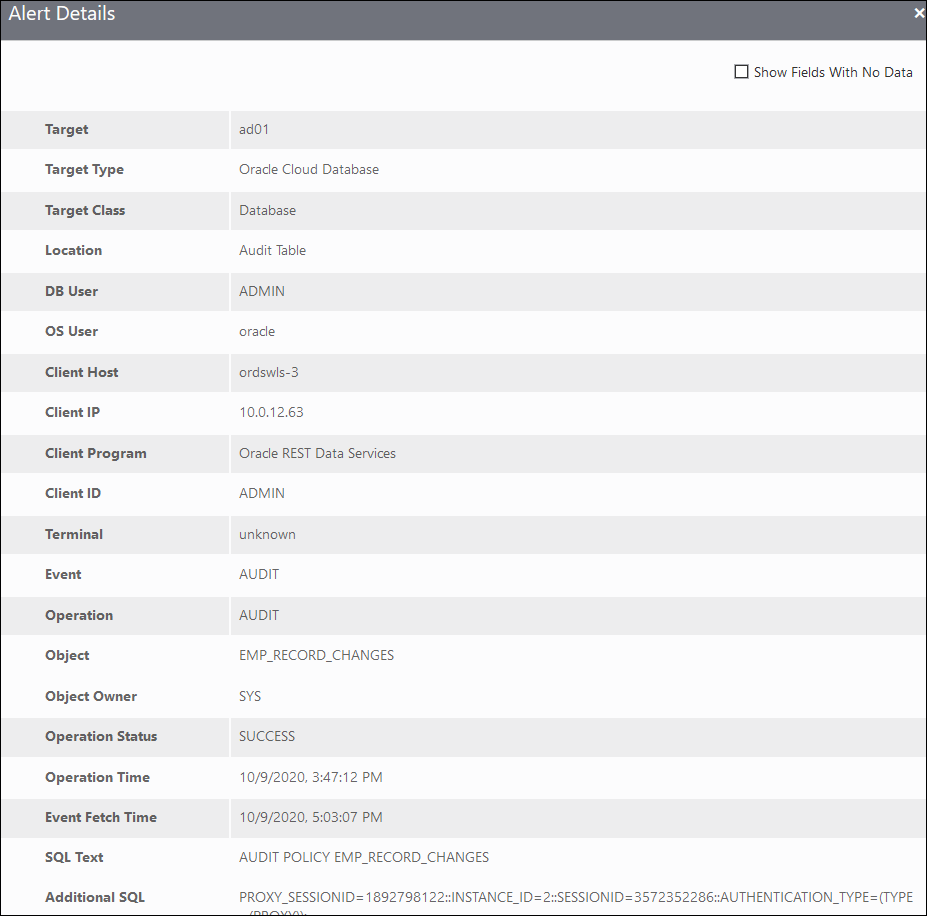 Alert Details
×
Show Fields With No Data
Target ad01
Target Type Oracle Cloud Database
Target Class Database
Location Audit Table
DB User ADMIN
OS User oracle
Client Host ordswls-3
Client IP 10.0.12.63
Client Program Oracle REST Data Services
Client ID ADMIN
Terminal unknown
Event AUDIT
Operation AUDIT
Object EMP_RECORD_CHANGES
Object Owner SYS
Operation Status SUCCESS
Operation Time 10/9/2020, 3:47:12 PM
Event Fetch Time 10/9/2020, 5:03:07 PM
SQL Text AUDIT POLICY EMP_RECORD_CHANGES
Additional SQL PROXY_SESSIONID=1892798122::INSTANCE_ID=2::SESSIONID=3572352286::AUTHENTICATION_TYPE=(TYPE